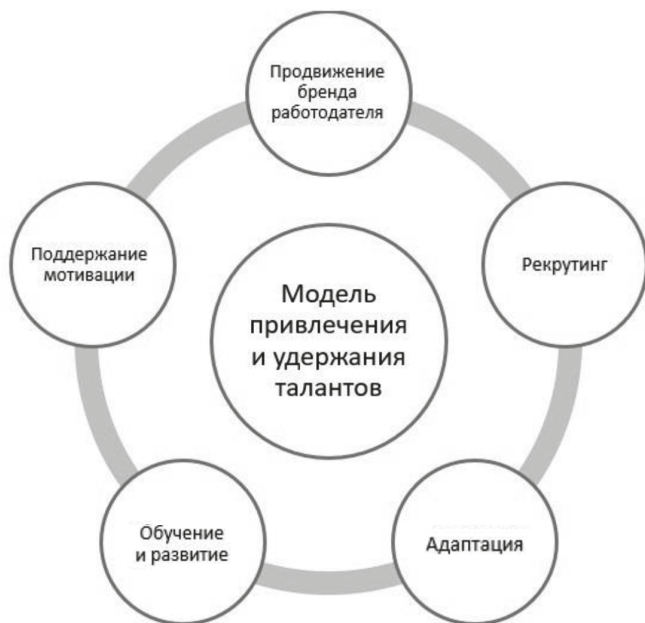 Продвижение
бренда
работодателя
Поддержание
мотивации
Рекрутинг
Модель
привлечения
и удержания
талантов
Обучение
и развитие
Адаптация